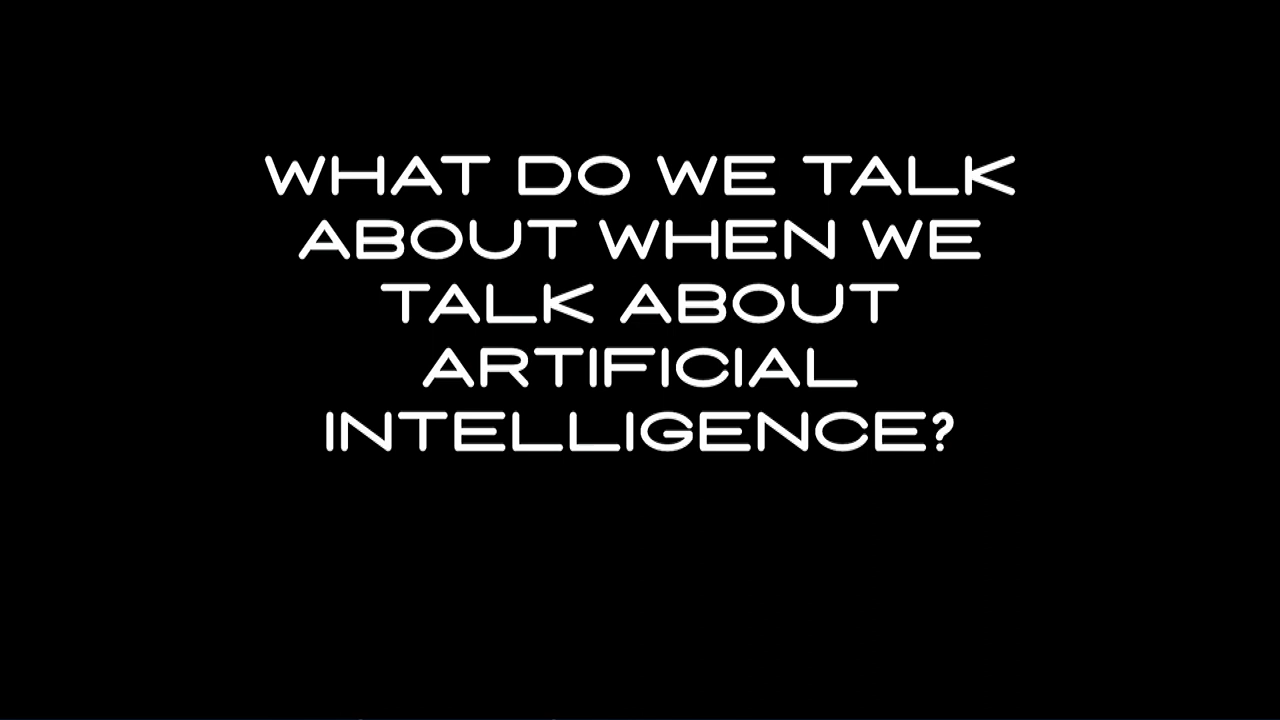 WHAT DO WE TALK
ABOUT WHEN WE
TALK ABOUT
ARTIFICIAL
INTELLIGENCE?